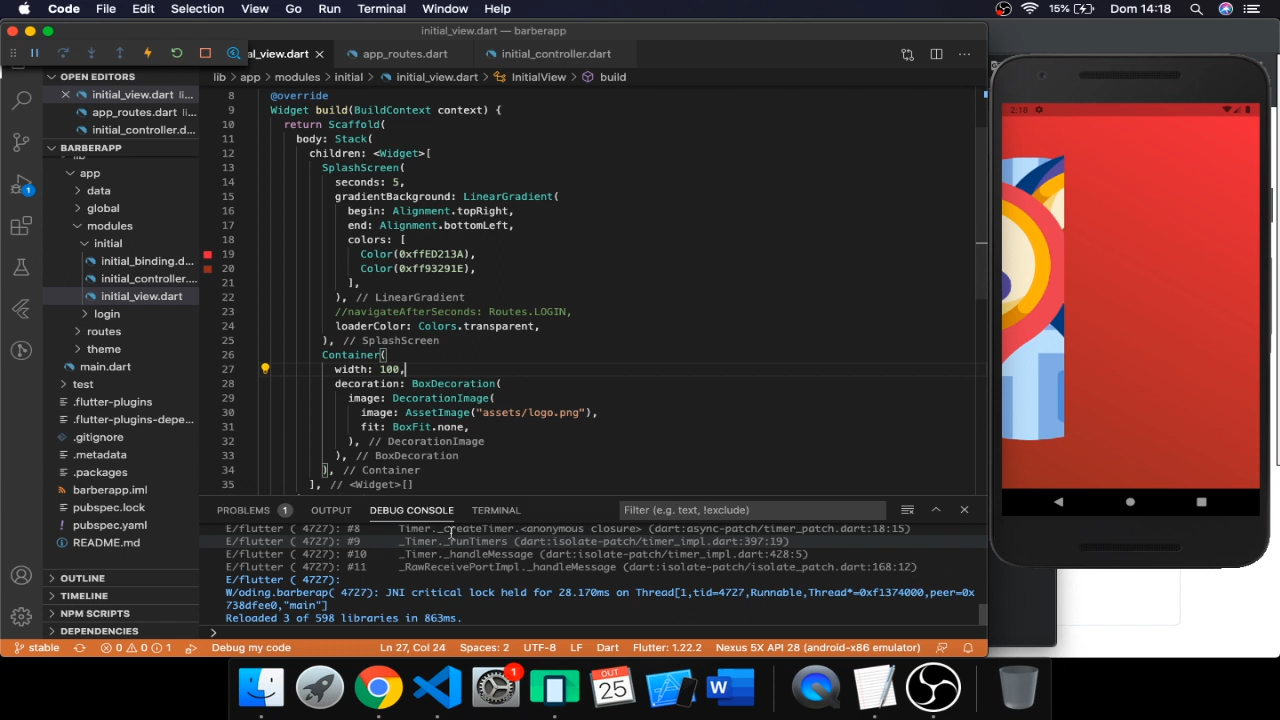 Code File Edit Selection View Go Run Terminal Window Help 15% Dom 14:18
initial_view.dart — barberapp
al_view.dart app_routes.dart initial_controller.dart
lib app modules initial initial_view.dart InitialView build
OPEN EDITORS
initial_view.dart li...
app_routes.dart li...
initial_controller.d...
BARBERAPP
lib
app
data
global
modules
initial
initial_binding.d...
initial_controller....
initial_view.dart
login
routes
theme
main.dart
test
.flutter-plugins
.flutter-plugins-depe...
.gitignore
.metadata
.packages
barberapp.iml
pubspec.lock
pubspec.yaml
README.md
OUTLINE
TIMELINE
NPM SCRIPTS
DEPENDENCIES
1
8 @override
9 Widget build(BuildContext context) {
10 return Scaffold(
11 body: Stack(
12 children: <Widget>[
13 SplashScreen(
14 seconds: 5,
15 gradientBackground: LinearGradient(
16 begin: Alignment.topRight,
17 end: Alignment.bottomLeft,
18 colors: [
19 Color(0xffED213A),
20 Color(0xff93291E),
21 ],
22 ), // LinearGradient
23 //navigateAfterSeconds: Routes.LOGIN,
24 loaderColor: Colors.transparent,
25 ), // SplashScreen
26 Container(
27 width: 100,
28 decoration: BoxDecoration(
29 image: DecorationImage(
30 image: AssetImage("assets/logo.png"),
31 fit: BoxFit.none,
32 ), // DecorationImage
33 ), // BoxDecoration
34 ), // Container
35 ], // <Widget>[]
PROBLEMS 1 OUTPUT DEBUG CONSOLE TERMINAL Filter (e.g. text, !exclude)
E/flutter ( 4727): #8 Timer._createTimer.<anonymous closure> (dart:async-patch/timer_patch.dart:18:15)
E/flutter ( 4727): #9 _Timer._runTimers (dart:isolate-patch/timer_impl.dart:397:19)
E/flutter ( 4727): #10 _Timer._handleMessage (dart:isolate-patch/timer_impl.dart:428:5)
E/flutter ( 4727): #11 _RawReceivePortImpl._handleMessage (dart:isolate-patch/isolate_patch.dart:168:12)
E/flutter ( 4727):
W/oding.barberap( 4727): JNI critical lock held for 28.170ms on Thread[1,tid=4727,Runnable,Thread*=0xf1374000,peer=0x
738dfee0,"main"]
Reloaded 3 of 598 libraries in 863ms.
stable 0 0 1 Debug my code Ln 27, Col 24 Spaces: 2 UTF-8 LF Dart Flutter: 1.22.2 Nexus 5X API 28 (android-x86 emulator)
2:18
1
OUT
25
W